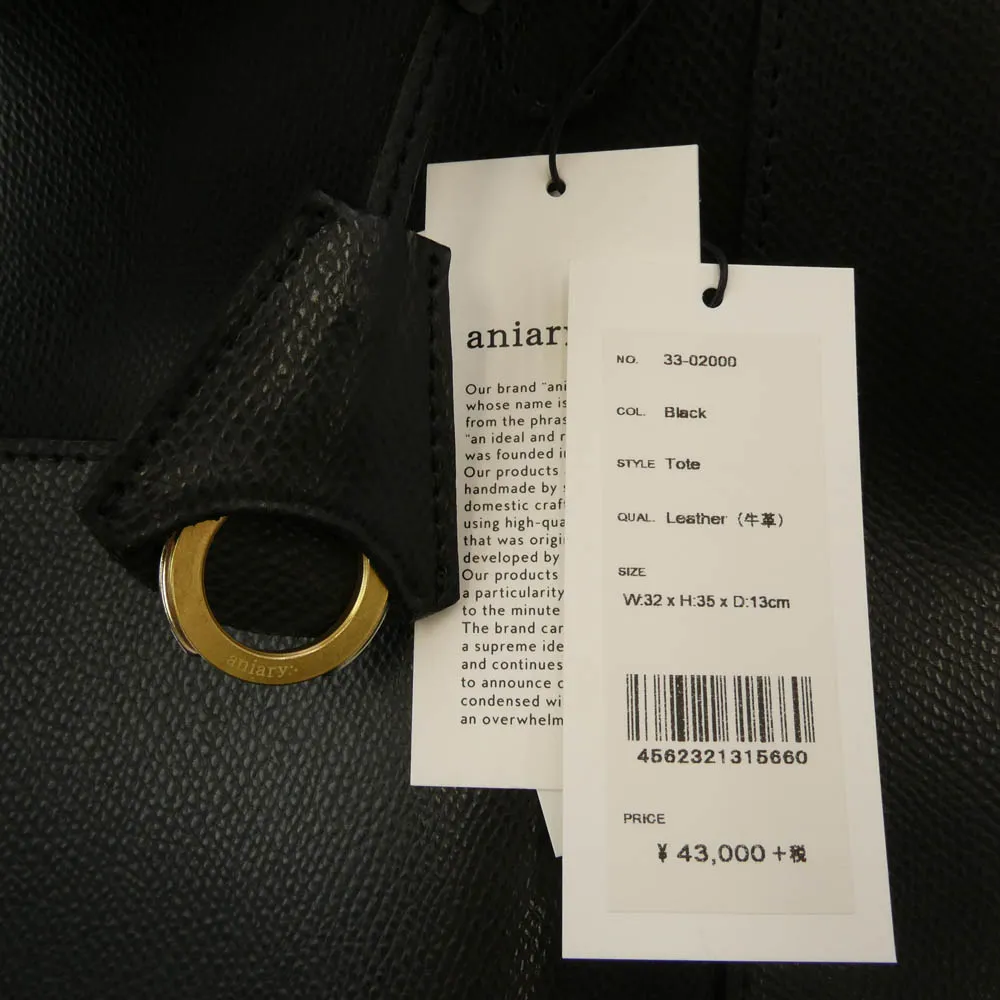 aniary
Our brand "ani
whose name is
from the phras
"an ideal and r
was founded i
Our products
handmade by
domestic craf
using high-qua
that was origi
developed by
Our products
a particularity
to the minute
The brand car
a supreme ide
and continues
to announce c
condensed wi
an overwhelm
NO. 33-02000
COL. Black
STYLE Tote
QUAL. Leather (牛革)
SIZE
W:32 x H:35 x D:13cm
4562321315660
PRICE
¥ 43,000 +税
aniary:-